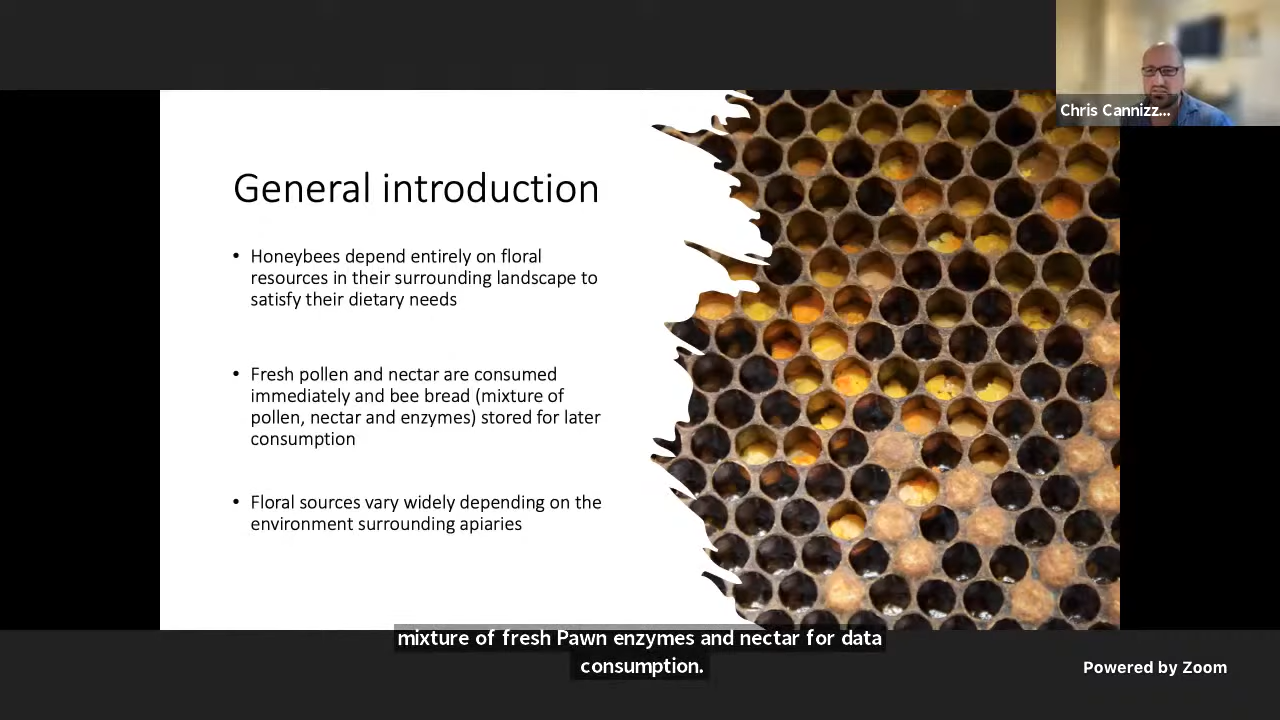 Chris Cannizz...
General introduction
• Honeybees depend entirely on floral
resources in their surrounding landscape to
satisfy their dietary needs
• Fresh pollen and nectar are consumed
immediately and bee bread (mixture of
pollen, nectar and enzymes) stored for later
consumption
• Floral sources vary widely depending on the
environment surrounding apiaries
mixture of fresh Pawn enzymes and nectar for data
consumption.
Powered by Zoom